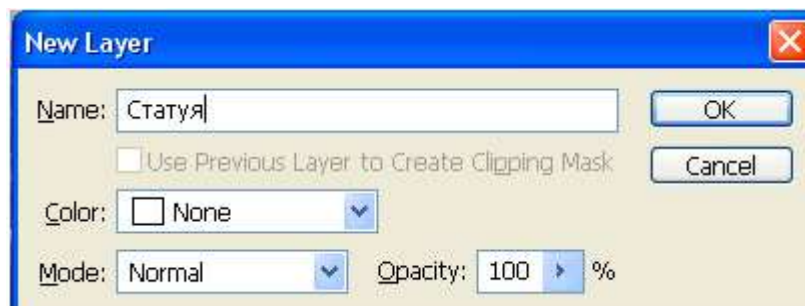 New Layer
Name: Статуя OK
Use Previous Layer to Create Clipping Mask Cancel
Color: None
Mode: Normal Opacity: 100 %